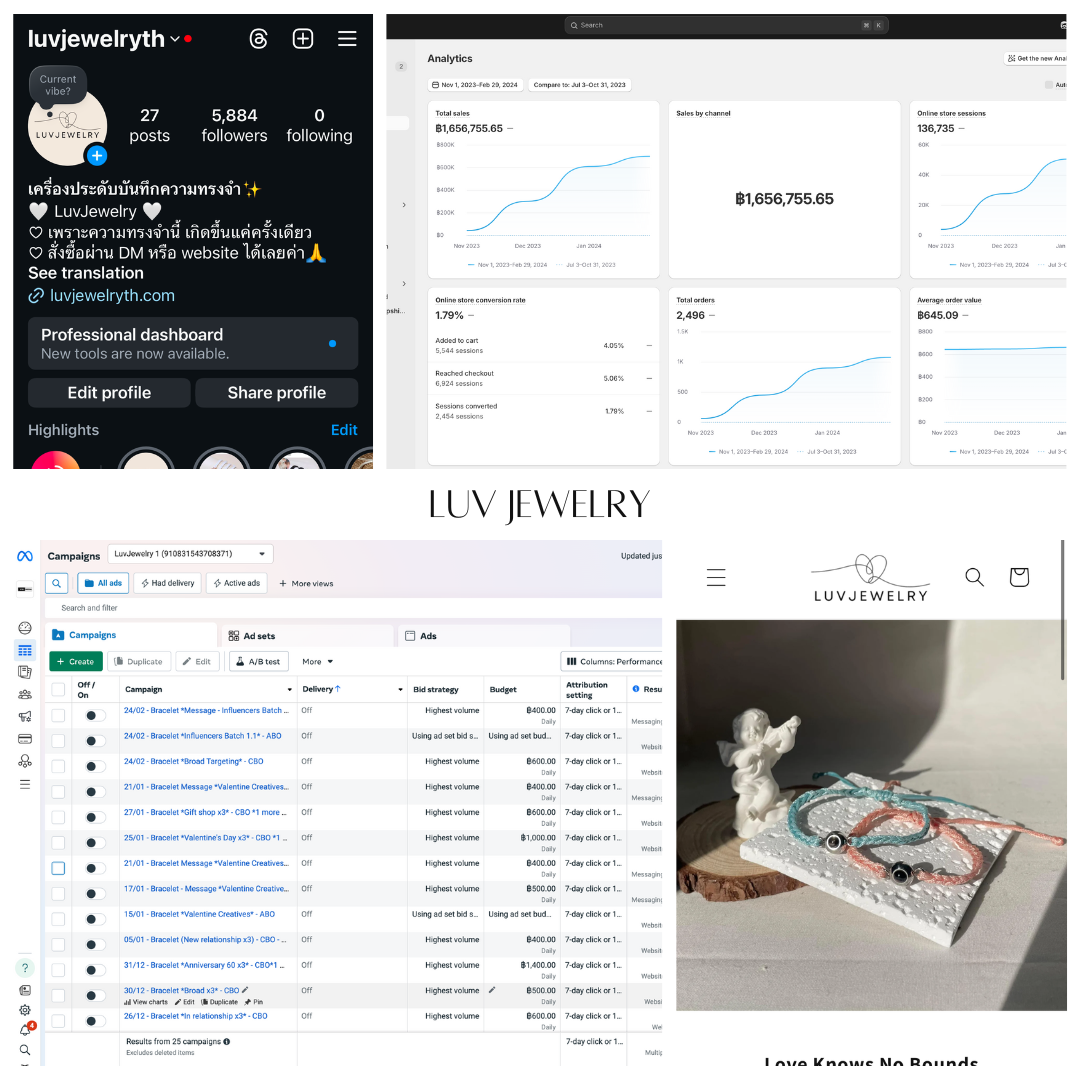 luvjewelryth
Current
vibe?
LUVJEWELRY
27
posts
5,884
followers
0
following
เครื่องประดับบันทึกความทรงจำ✨
🤍 LuvJewelry 🤍
♡ เพราะความทรงจำนี้ เกิดขึ้นแค่ครั้งเดียว
♡ สั่งซื้อผ่าน DM หรือ website ได้เลยค่า🙏
See translation
luvjewelryth.com
Professional dashboard
New tools are now available.
Edit profile
Share profile
Highlights
Edit
Search
⌘ K
2
Analytics
Get the new Anal
Nov 1, 2023–Feb 29, 2024
Compare to: Jul 3–Oct 31, 2023
Auto
Total sales
฿1,656,755.65 –
฿800K
฿600K
฿400K
฿200K
฿0
Nov 2023 Dec 2023 Jan 2024
Nov 1, 2023–Feb 29, 2024 Jul 3–Oct 31, 2023
Sales by channel
฿1,656,755.65
Online store sessions
136,735 –
60K
40K
20K
0
Nov 2023 Dec 2023 Jan
Nov 1, 2023–Feb 29, 2024 Jul 3–
Online store conversion rate
1.79% –
Added to cart
5,544 sessions
4.05% –
Reached checkout
6,924 sessions
5.06% –
Sessions converted
2,454 sessions
1.79% –
Total orders
2,496 –
1.5K
1K
500
0
Nov 2023 Dec 2023 Jan 2024
Nov 1, 2023–Feb 29, 2024 Jul 3–Oct 31, 2023
Average order value
฿645.09 –
฿800
฿600
฿400
฿200
฿0
Nov 2023 Dec 2023 Jan
Nov 1, 2023–Feb 29, 2024 Jul 3–
LUV JEWELRY
Campaigns
LuvJewelry 1 (910831543708371)
Updated jus
All ads
Had delivery
Active ads
+ More views
Search and filter
Campaigns
Ad sets
Ads
+ Create
Duplicate
Edit
A/B test
More
Columns: Performance
Off / On Campaign Delivery ↑ Bid strategy Budget Attribution setting Resu
24/02 - Bracelet *Message - Influencers Batch ... Off Highest volume ฿400.00 7-day click or 1...
Daily Messaging
24/02 - Bracelet *Influencers Batch 1.1* - ABO Off Using ad set bid s... Using ad set bud... 7-day click or 1...
Website
24/02 - Bracelet *Broad Targeting* - CBO Off Highest volume ฿600.00 7-day click or 1...
Daily Website
21/01 - Bracelet Message *Valentine Creatives... Off Highest volume ฿400.00 7-day click or 1...
Daily Messaging
27/01 - Bracelet *Gift shop x3* - CBO *1 more ... Off Highest volume ฿600.00 7-day click or 1...
Daily Website
25/01 - Bracelet *Valentine's Day x3* - CBO *1 ... Off Highest volume ฿1,000.00 7-day click or 1...
Daily Website
21/01 - Bracelet Message *Valentine Creatives... Off Highest volume ฿400.00 7-day click or 1...
Daily Messaging
17/01 - Bracelet - Message *Valentine Creative... Off Highest volume ฿500.00 7-day click or 1...
Daily Messaging
15/01 - Bracelet *Valentine Creatives* - ABO Off Using ad set bid s... Using ad set bud... 7-day click or 1...
Website
05/01 - Bracelet (New relationship x3) - CBO - ... Off Highest volume ฿400.00 7-day click or 1...
Daily Website
31/12 - Bracelet *Anniversary 60 x3* - CBO*1 ... Off Highest volume ฿1,400.00 7-day click or 1...
Daily Website
30/12 - Bracelet *Broad x3* - CBO Off Highest volume ฿500.00 7-day click or 1...
View charts Edit Duplicate Pin Daily Websi
26/12 - Bracelet *In relationship x3* - CBO Off Highest volume ฿600.00 7-day click or 1...
Daily We
Results from 25 campaigns 7-day click or 1...
Excludes deleted items Multip
4
LUVJEWELRY
Love Knows No Bounds